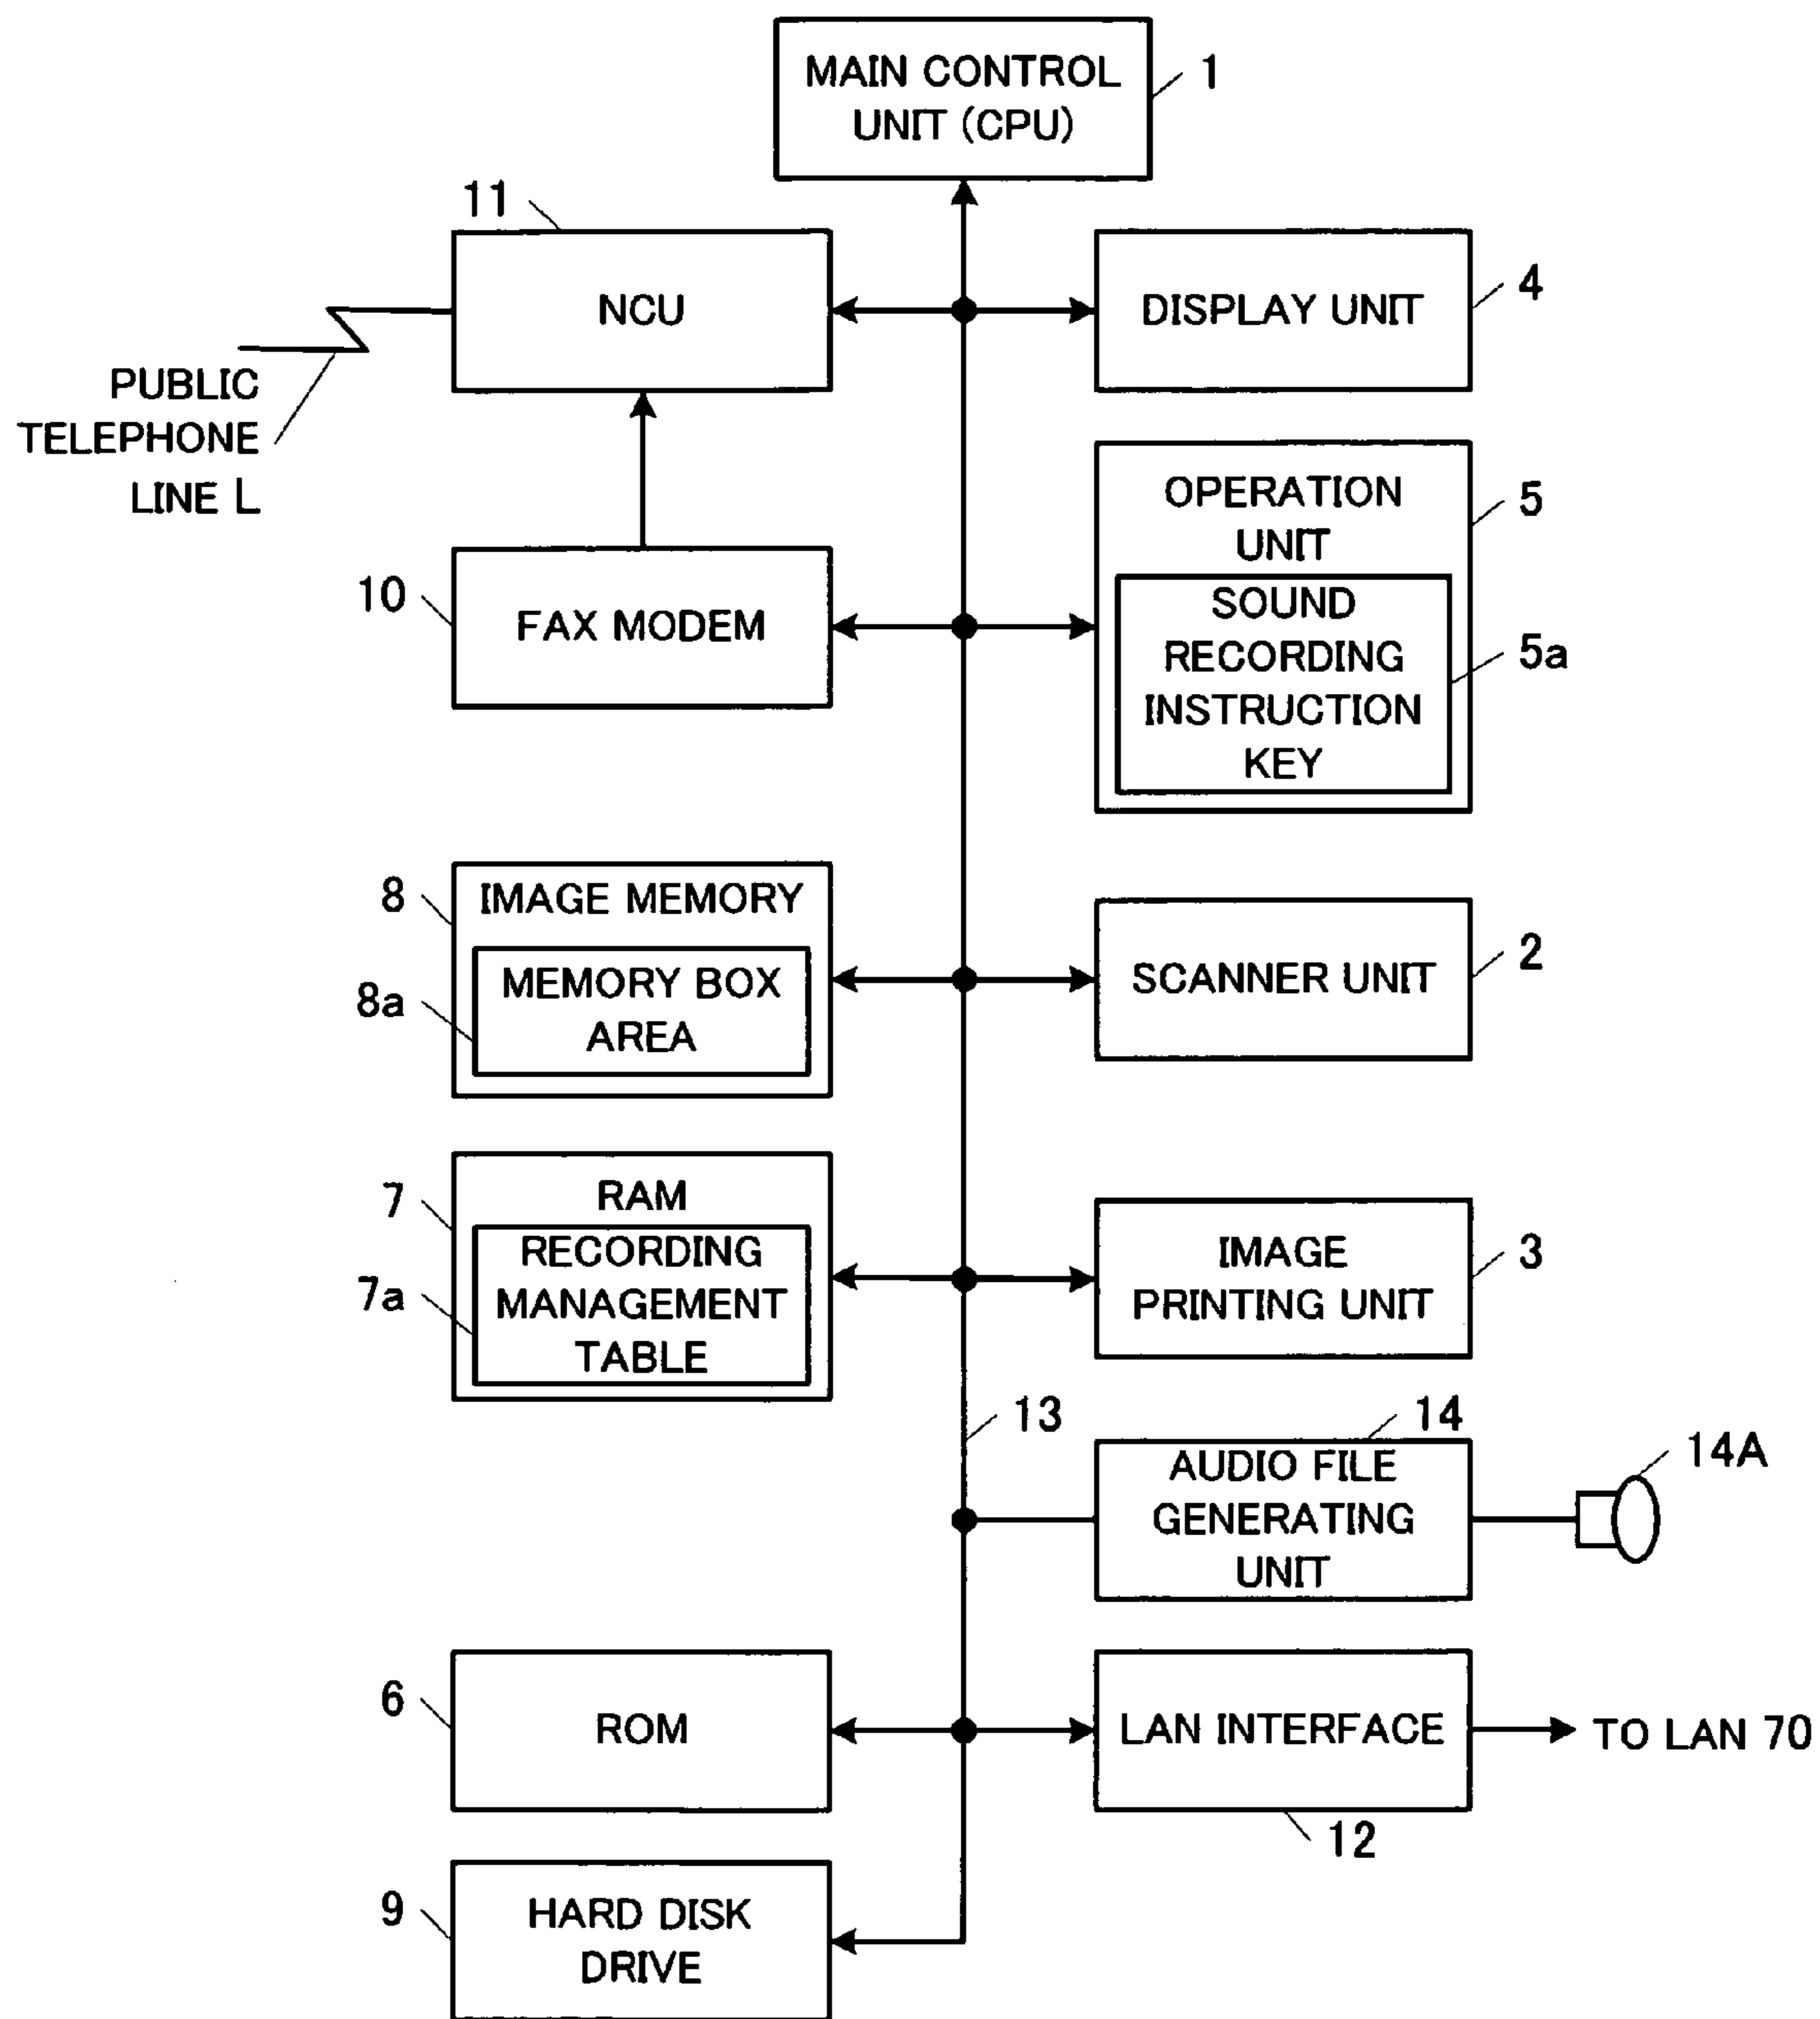 MAIN CONTROL
UNIT (CPU)
1
11
NCU
DISPLAY UNIT
4
PUBLIC
TELEPHONE
LINE L
OPERATION
UNIT
5
SOUND
RECORDING
INSTRUCTION
KEY
5a
10
FAX MODEM
8
IMAGE MEMORY
8a
MEMORY BOX
AREA
SCANNER UNIT
2
7
RAM
7a
RECORDING
MANAGEMENT
TABLE
IMAGE
PRINTING UNIT
3
13
14
AUDIO FILE
GENERATING
UNIT
14A
6
ROM
LAN INTERFACE
TO LAN 70
12
9
HARD DISK
DRIVE